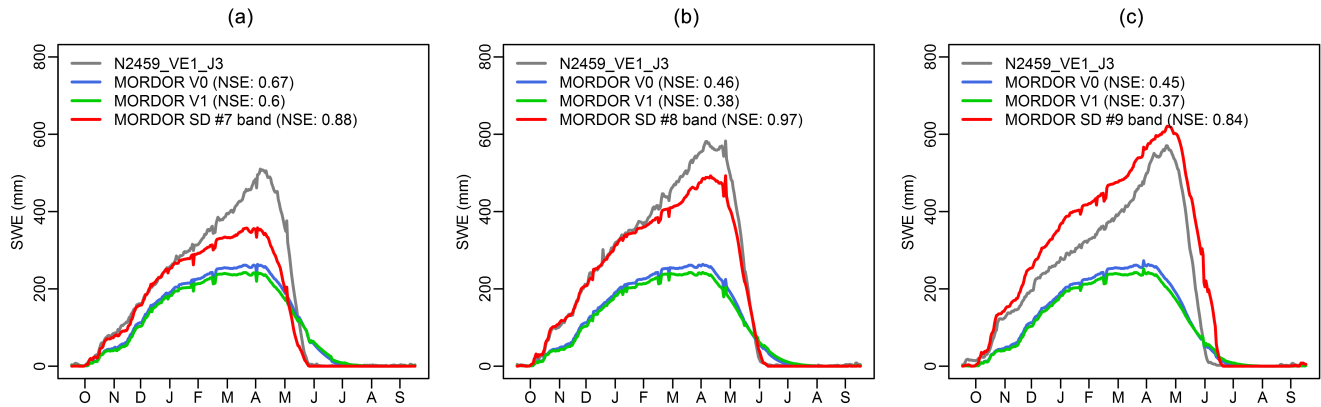 (a)
SWE (mm)
800
600
400
200
0
N2459_VE1_J3
MORDOR V0 (NSE: 0.67)
MORDOR V1 (NSE: 0.6)
MORDOR SD #7 band (NSE: 0.88)
O N D J F M A M J J A S
(b)
SWE (mm)
800
600
400
200
0
N2459_VE1_J3
MORDOR V0 (NSE: 0.46)
MORDOR V1 (NSE: 0.38)
MORDOR SD #8 band (NSE: 0.97)
O N D J F M A M J J A S
(c)
SWE (mm)
800
600
400
200
0
N2459_VE1_J3
MORDOR V0 (NSE: 0.45)
MORDOR V1 (NSE: 0.37)
MORDOR SD #9 band (NSE: 0.84)
O N D J F M A M J J A S